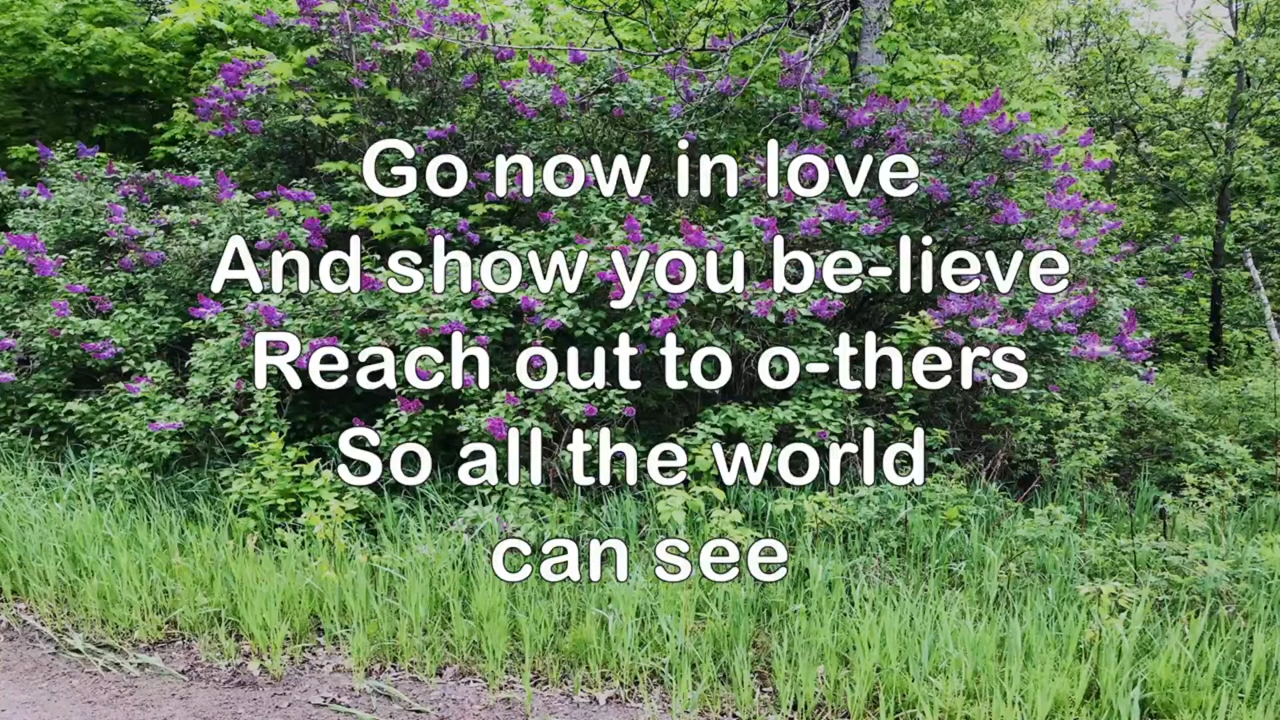 Go now in love
And show you be-lieve
Reach out to o-thers
So all the world
can see